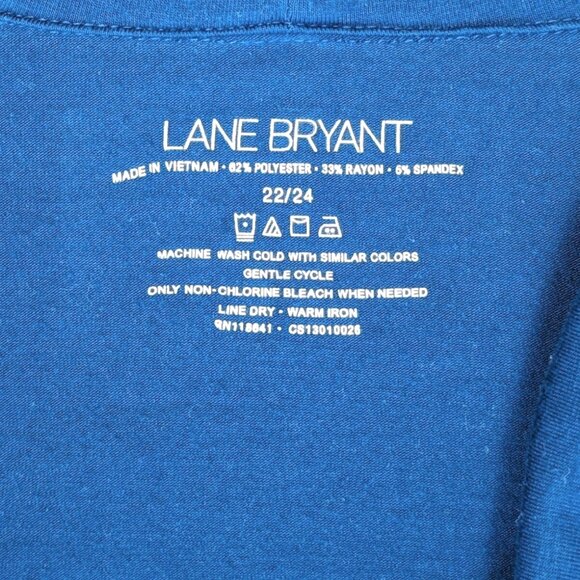 LANE BRYANT
MADE IN VIETNAM • 62% POLYESTER • 33% RAYON • 5% SPANDEX
22/24
MACHINE WASH COLD WITH SIMILAR COLORS
GENTLE CYCLE
ONLY NON-CHLORINE BLEACH WHEN NEEDED
LINE DRY • WARM IRON
RN118641 • CS13010026